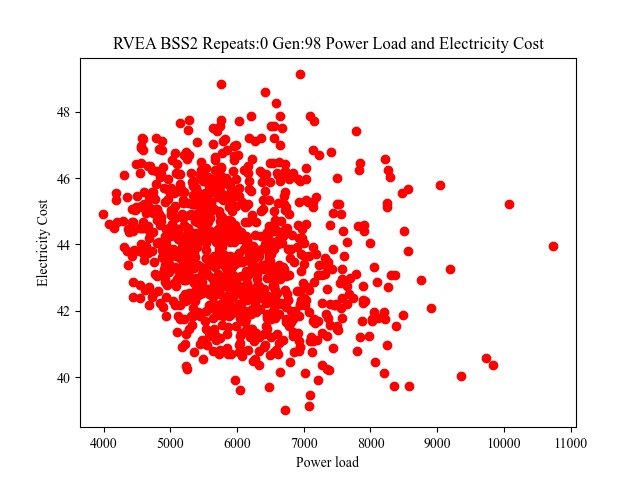 RVEA BSS2 Repeats:0 Gen:98 Power Load and Electricity Cost
48
46
44
42
40
Electricity Cost
4000 5000 6000 7000 8000 9000 10000 11000
Power load